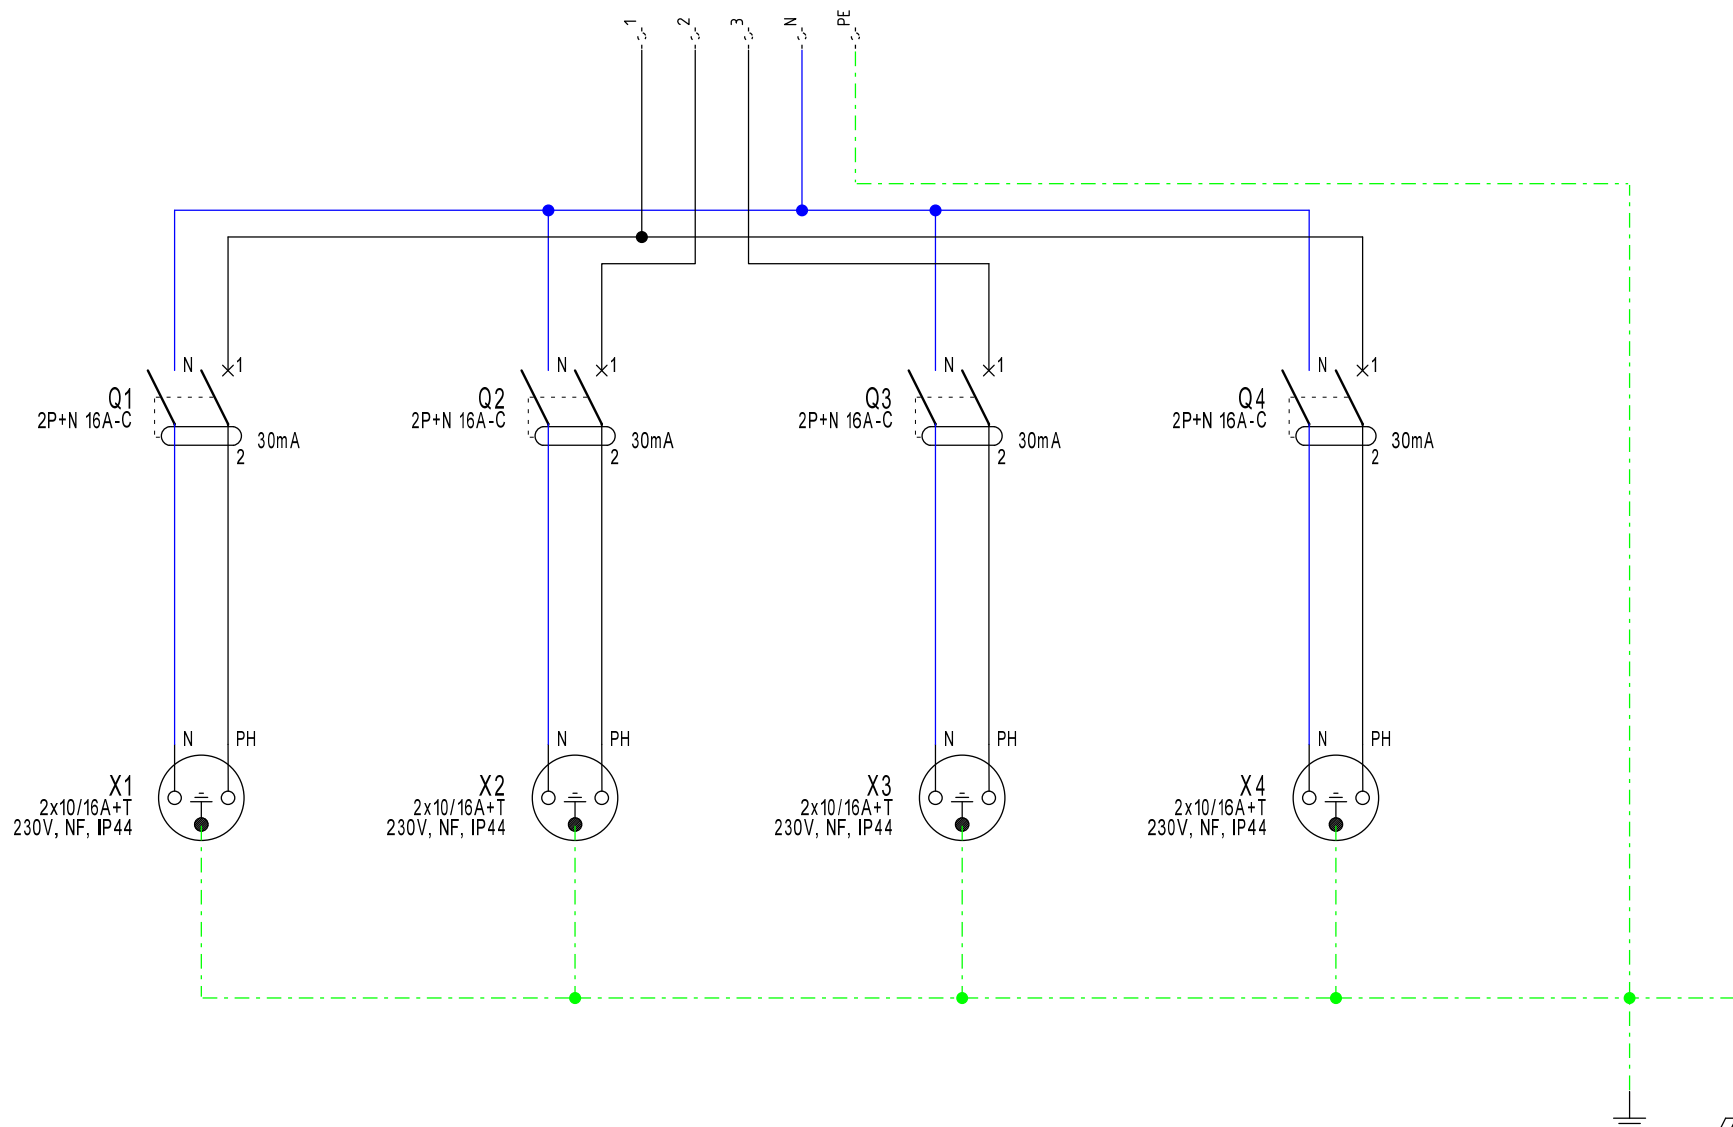 1 2 3 N PE
N 1 N 1 N 1 N 1
Q1 Q2 Q3 Q4
2P+N 16A-C 2P+N 16A-C 2P+N 16A-C 2P+N 16A-C
30mA 30mA 30mA 30mA
2 2 2 2
N PH N PH N PH N PH
X1 X2 X3 X4
2x10/16A+T 2x10/16A+T 2x10/16A+T 2x10/16A+T
230V, NF, IP44 230V, NF, IP44 230V, NF, IP44 230V, NF, IP44